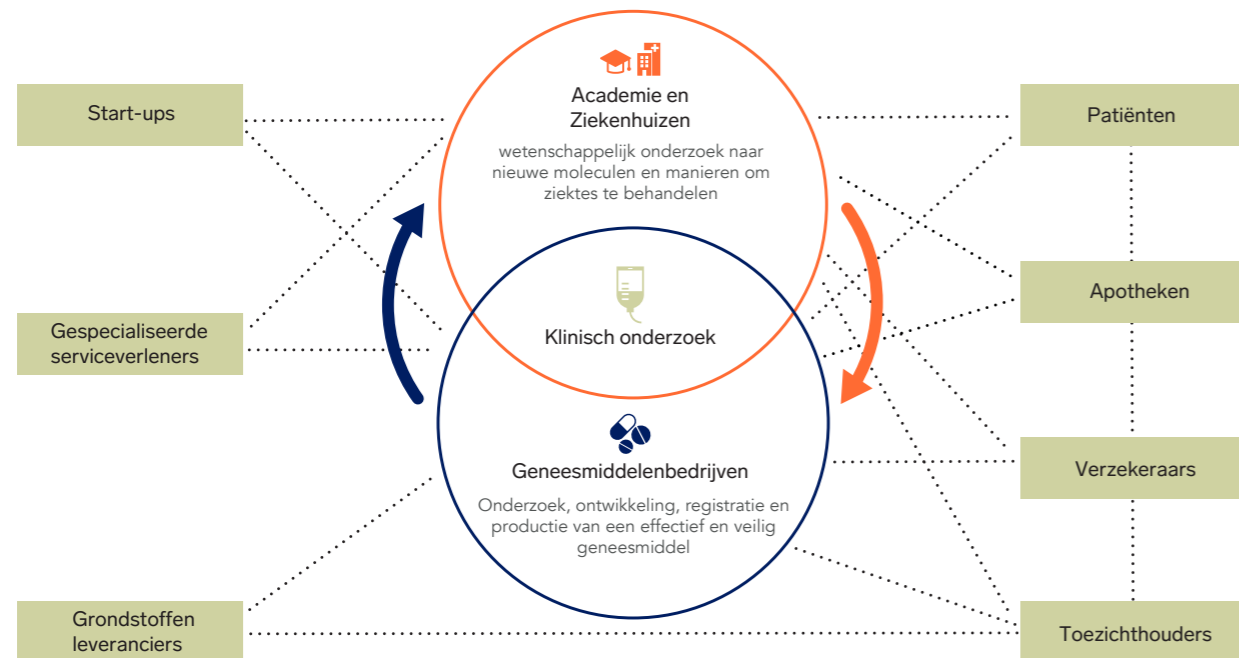 Start-ups
Gespecialiseerde
serviceverleners
Grondstoffen
leveranciers
Academie en
Ziekenhuizen
wetenschappelijk onderzoek naar
nieuwe moleculen en manieren om
ziektes te behandelen
Klinisch onderzoek
Geneesmiddelenbedrijven
Onderzoek, ontwikkeling, registratie en
productie van een effectief en veilig
geneesmiddel
Patiënten
Apotheken
Verzekeraars
Toezichthouders